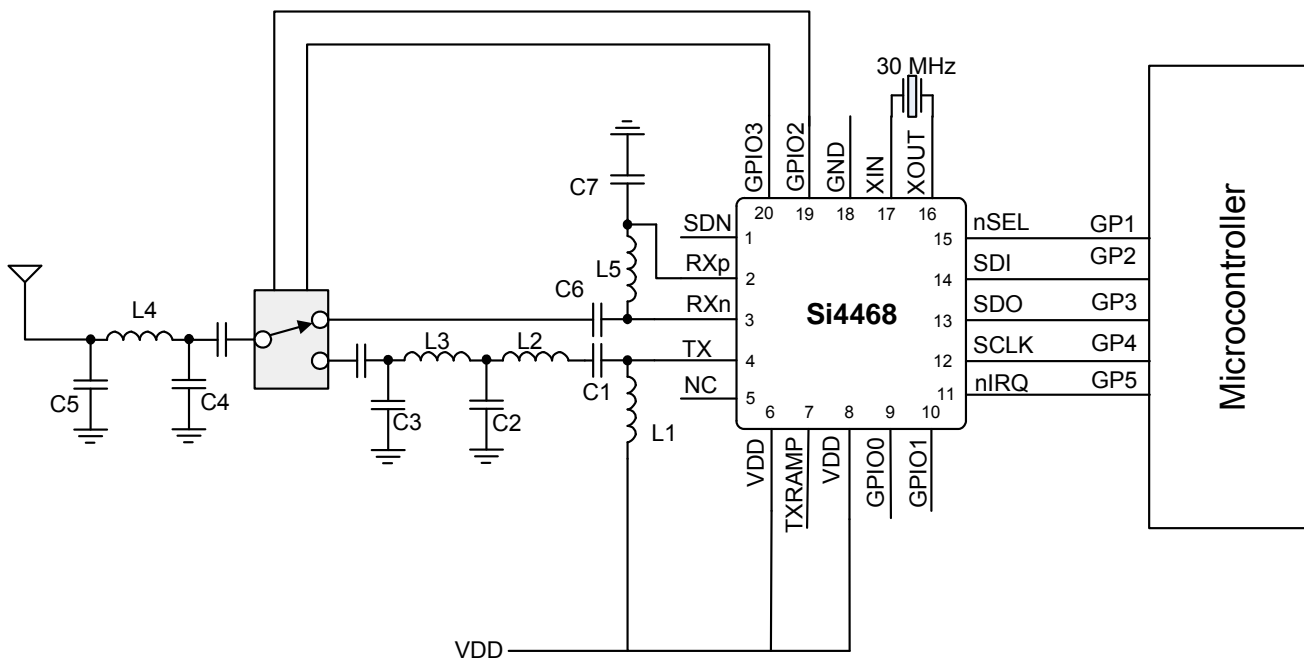 30 MHz
GPIO3
GPIO2
GND
XIN
XOUT
C7
20 19 18 17 16
SDN
1
15
nSEL
GP1
L5
RXp
2
14
SDI
GP2
C6
RXn
3
Si4468
13
SDO
GP3
L4
L3
L2
TX
4
12
SCLK
GP4
C5
C4
C3
C2
C1
NC
5
11
nIRQ
GP5
L1
6 7 8 9 10
VDD
TXRAMP
VDD
GPIO0
GPIO1
Microcontroller
VDD